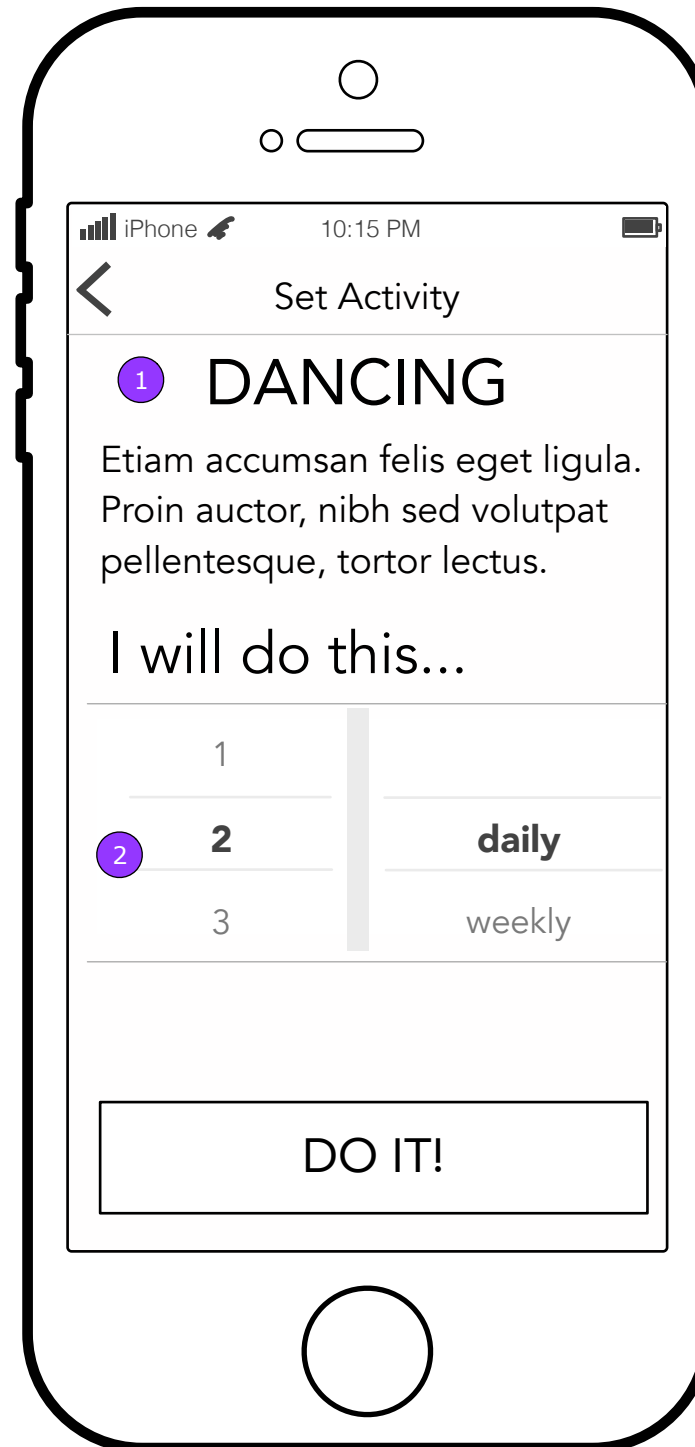 iPhone 10:15 PM
Set Activity
1 DANCING
Etiam accumsan felis eget ligula.
Proin auctor, nibh sed volutpat
pellentesque, tortor lectus.
I will do this...
1
2 2 daily
3 weekly
DO IT!